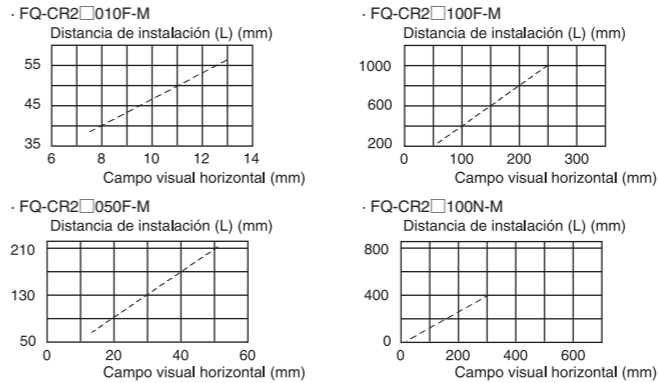 · FQ-CR2□010F-M
Distancia de instalación (L) (mm)
55
45
35
6 8 10 12 14
Campo visual horizontal (mm)
· FQ-CR2□100F-M
Distancia de instalación (L) (mm)
1000
600
200
0 100 200 300
Campo visual horizontal (mm)
· FQ-CR2□050F-M
Distancia de instalación (L) (mm)
210
130
50
0 20 40 60
Campo visual horizontal (mm)
· FQ-CR2□100N-M
Distancia de instalación (L) (mm)
800
400
0
0 200 400 600
Campo visual horizontal (mm)